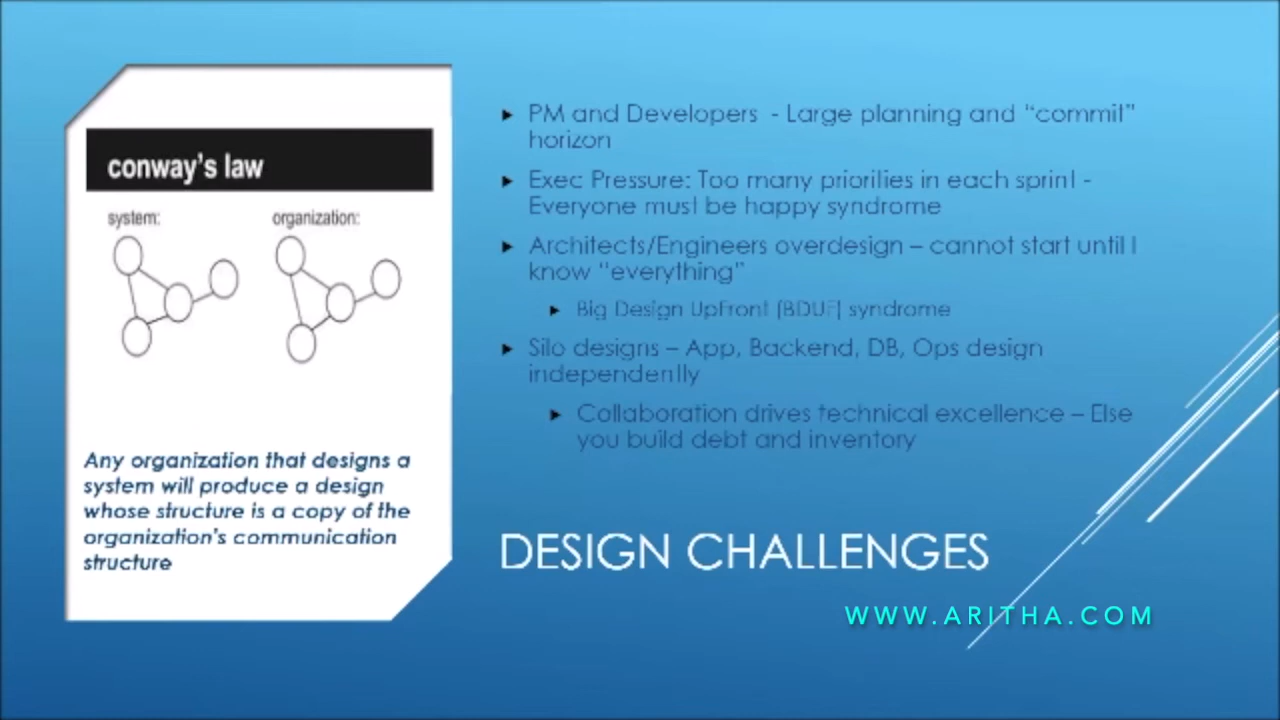 conway's law
system:
organization:
Any organization that designs a
system will produce a design
whose structure is a copy of the
organization's communication
structure
PM and Developers - Large planning and "commit"
horizon
Exec Pressure: Too many priorities in each sprint -
Everyone must be happy syndrome
Architects/Engineers overdesign – cannot start until I
know "everything"
Big Design UpFront (BDUF) syndrome
Silo designs – App, Backend, DB, Ops design
independently
Collaboration drives technical excellence – Else
you build debt and inventory
DESIGN CHALLENGES
WWW.ARITHA.COM